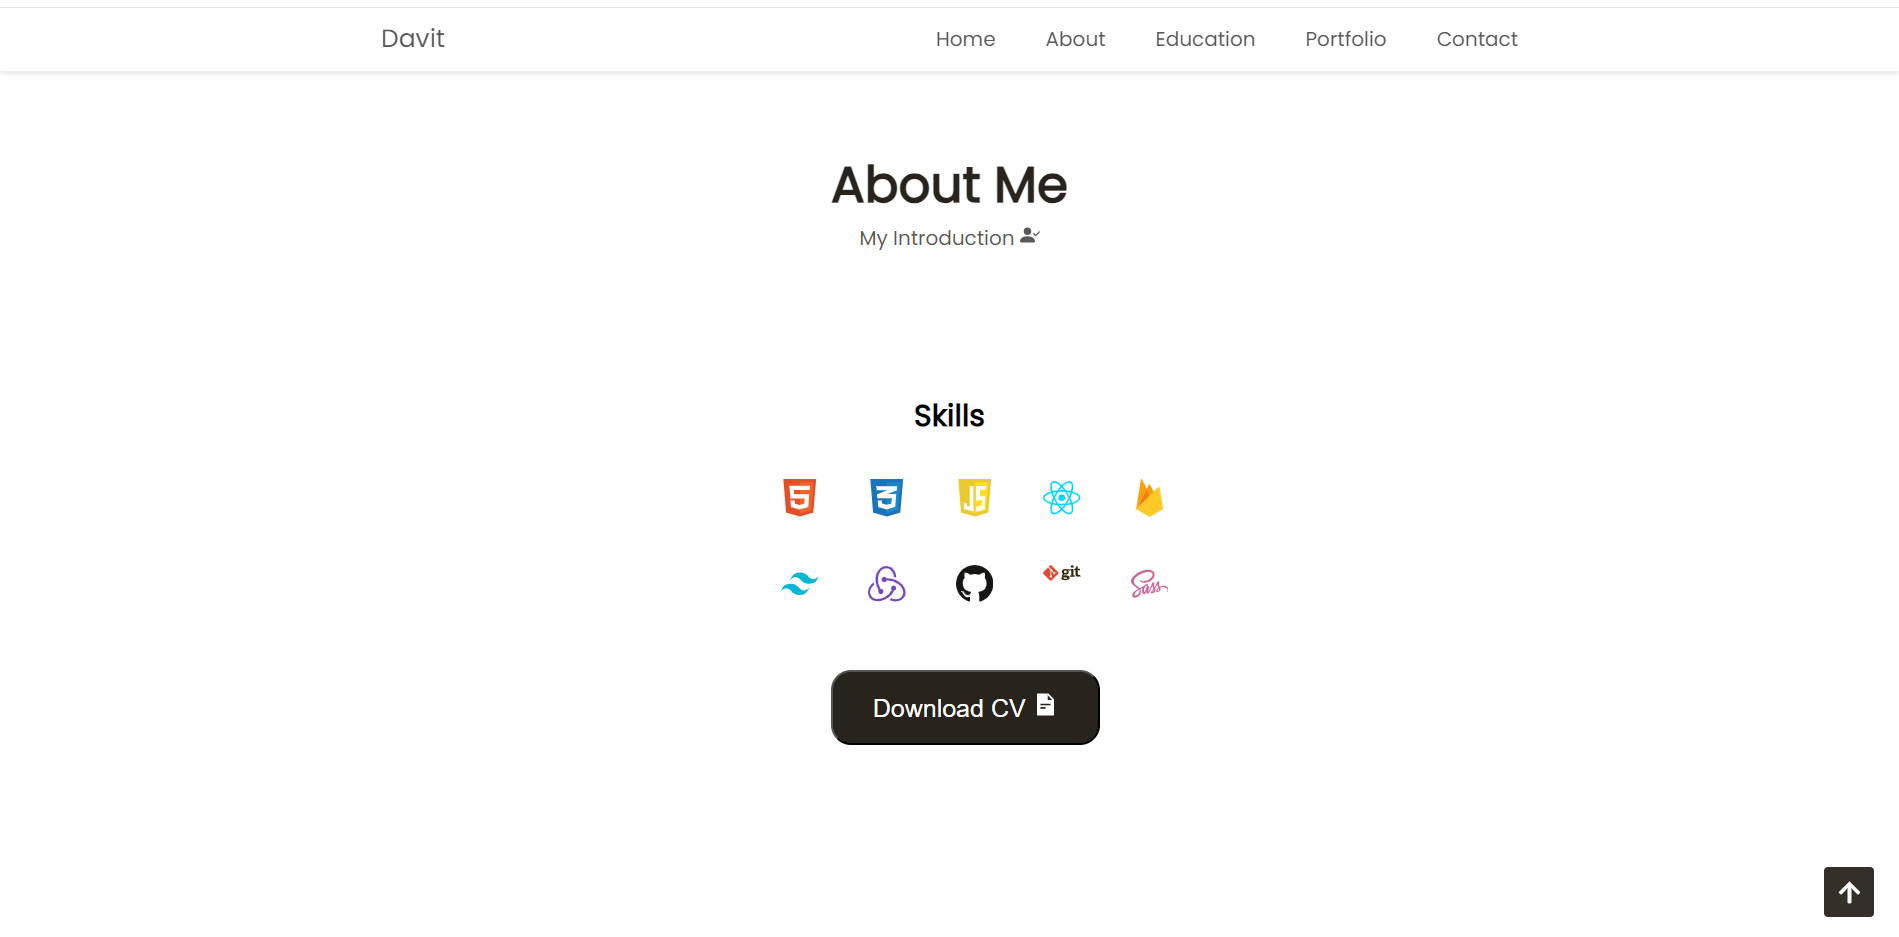 Davit Home About Education Portfolio Contact
About Me
My Introduction
Skills
5 3 JS
git Sass
Download CV